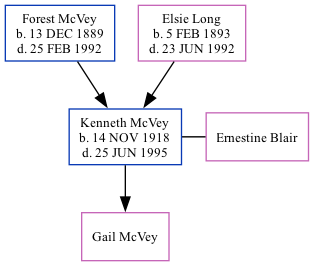 Forest McVey
b. 13 DEC 1889
d. 25 FEB 1992
Elsie Long
b. 5 FEB 1893
d. 23 JUN 1992
Kenneth McVey
b. 14 NOV 1918
d. 25 JUN 1995
Ernestine Blair
Gail McVey